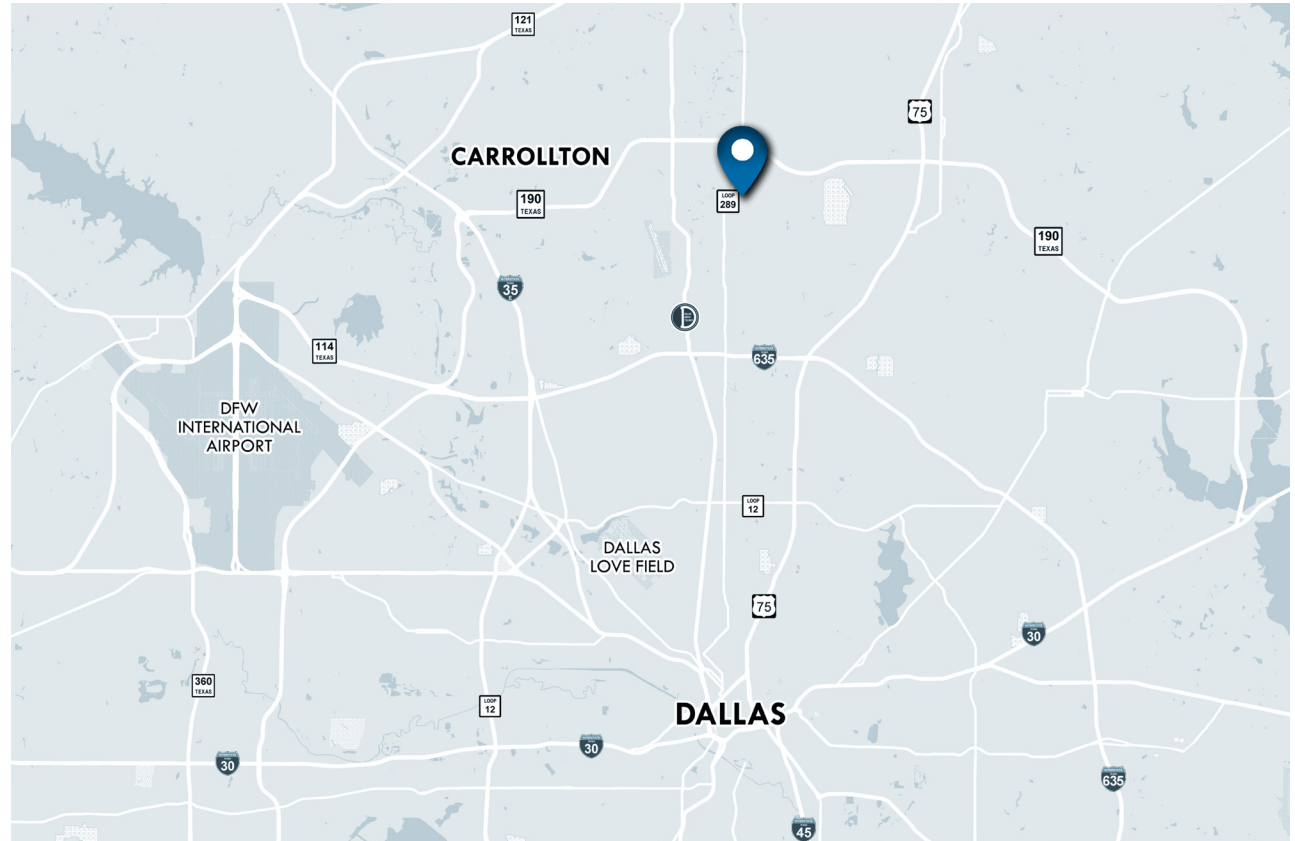 121
TEXAS
75
CARROLLTON
190
TEXAS
LOOP
289
190
TEXAS
35
E
114
TEXAS
635
DFW
INTERNATIONAL
AIRPORT
LOOP
12
DALLAS
LOVE FIELD
75
30
360
TEXAS
LOOP
12
DALLAS
30
30
635
45